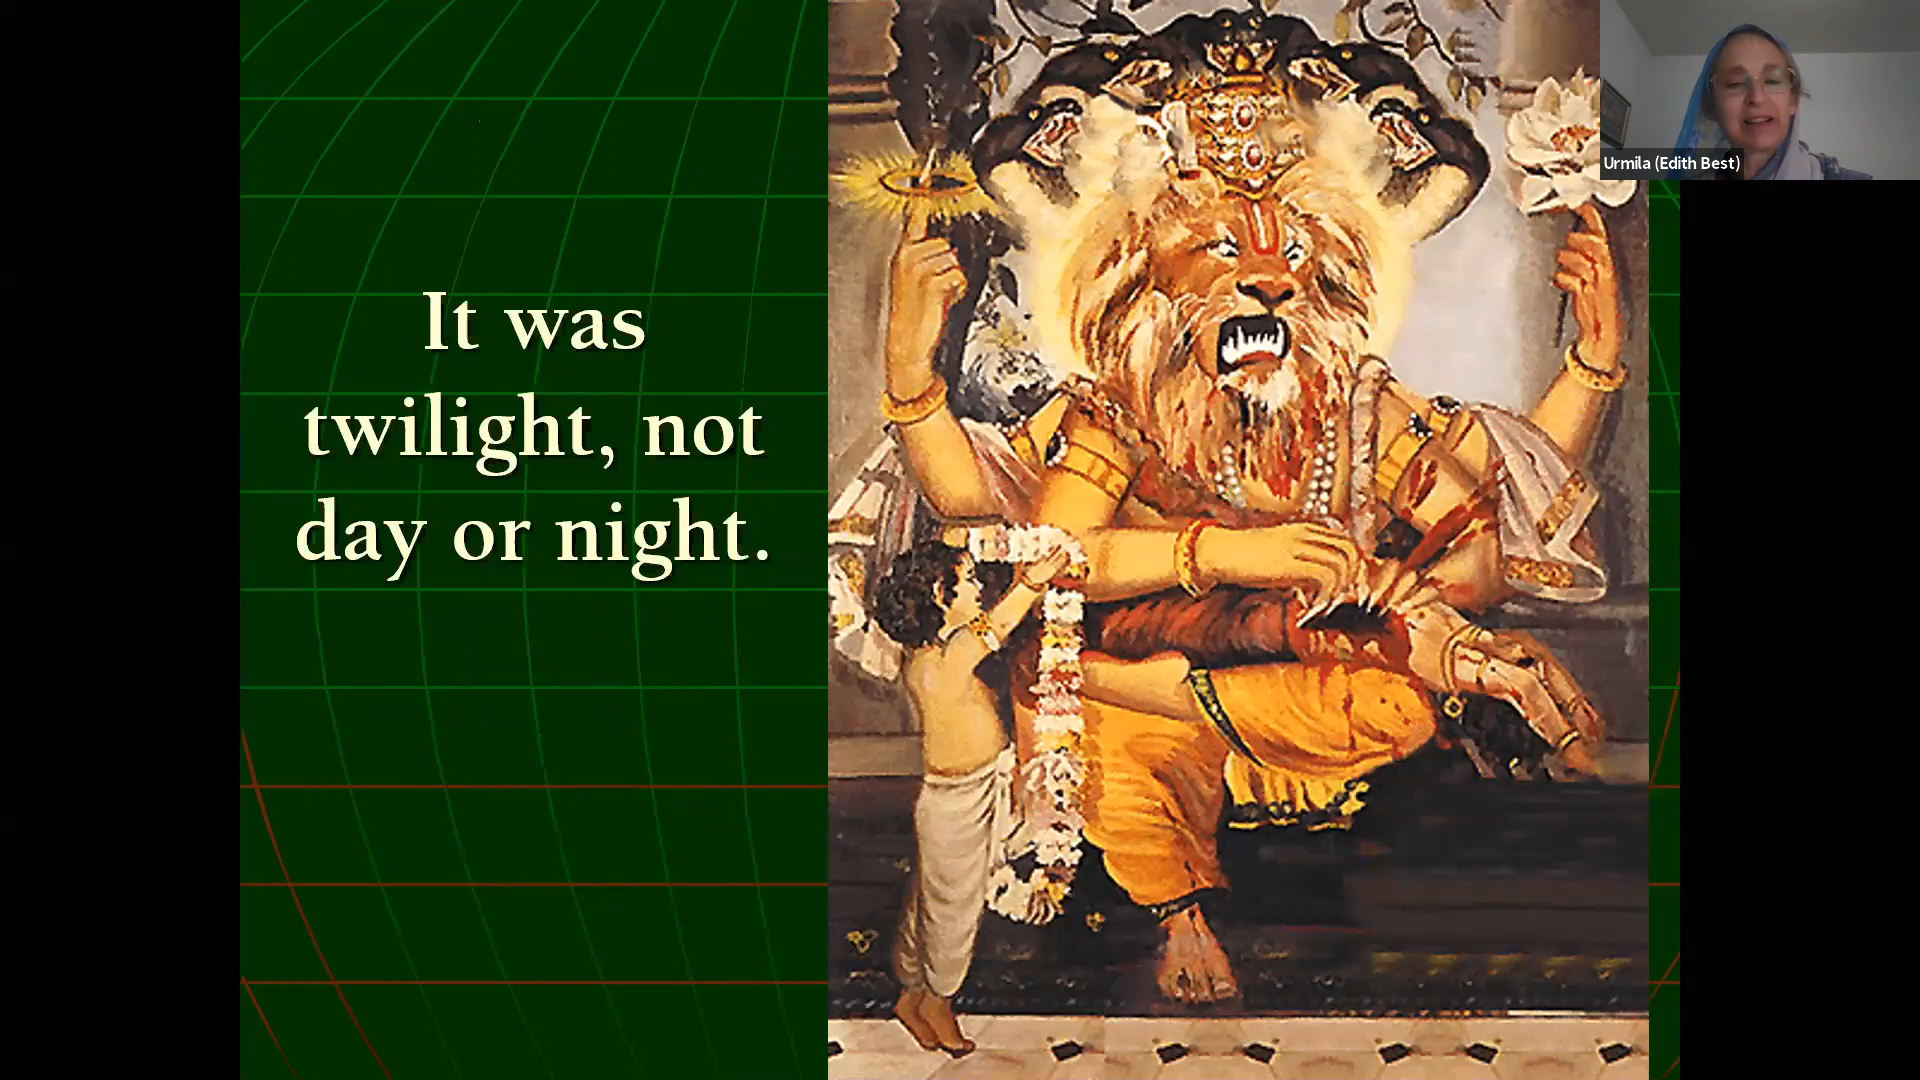 It was
twilight, not
day or night.
Urmila (Edith Best)